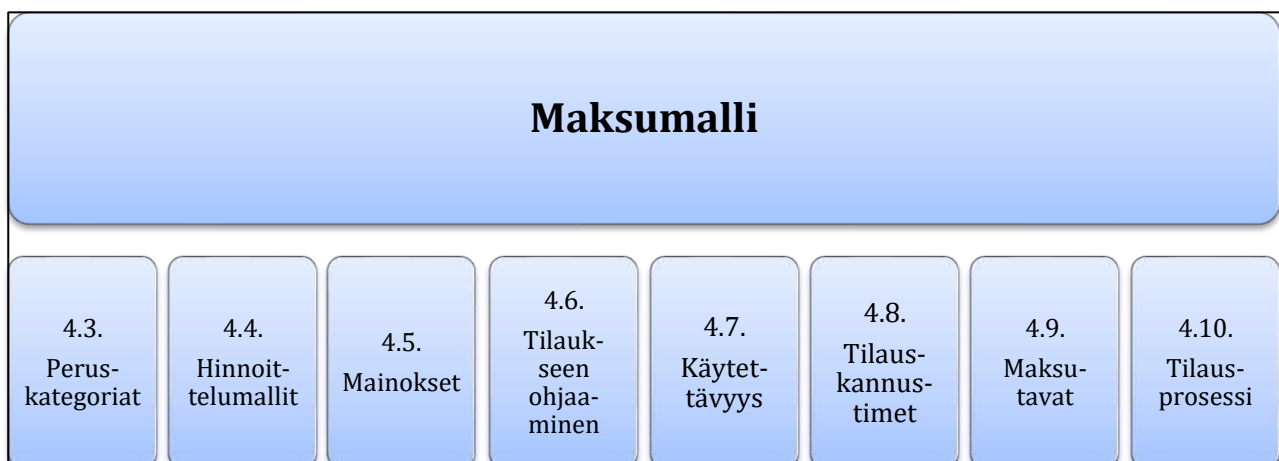 Maksumalli
4.3.
Perus-
kategoriat
4.4.
Hinnoit-
telumallit
4.5.
Mainokset
4.6.
Tilauk-
seen
ohjaa-
minen
4.7.
Käytet-
tävyys
4.8.
Tilaus-
kannus-
timet
4.9.
Maksu-
tavat
4.10.
Tilaus-
prosessi